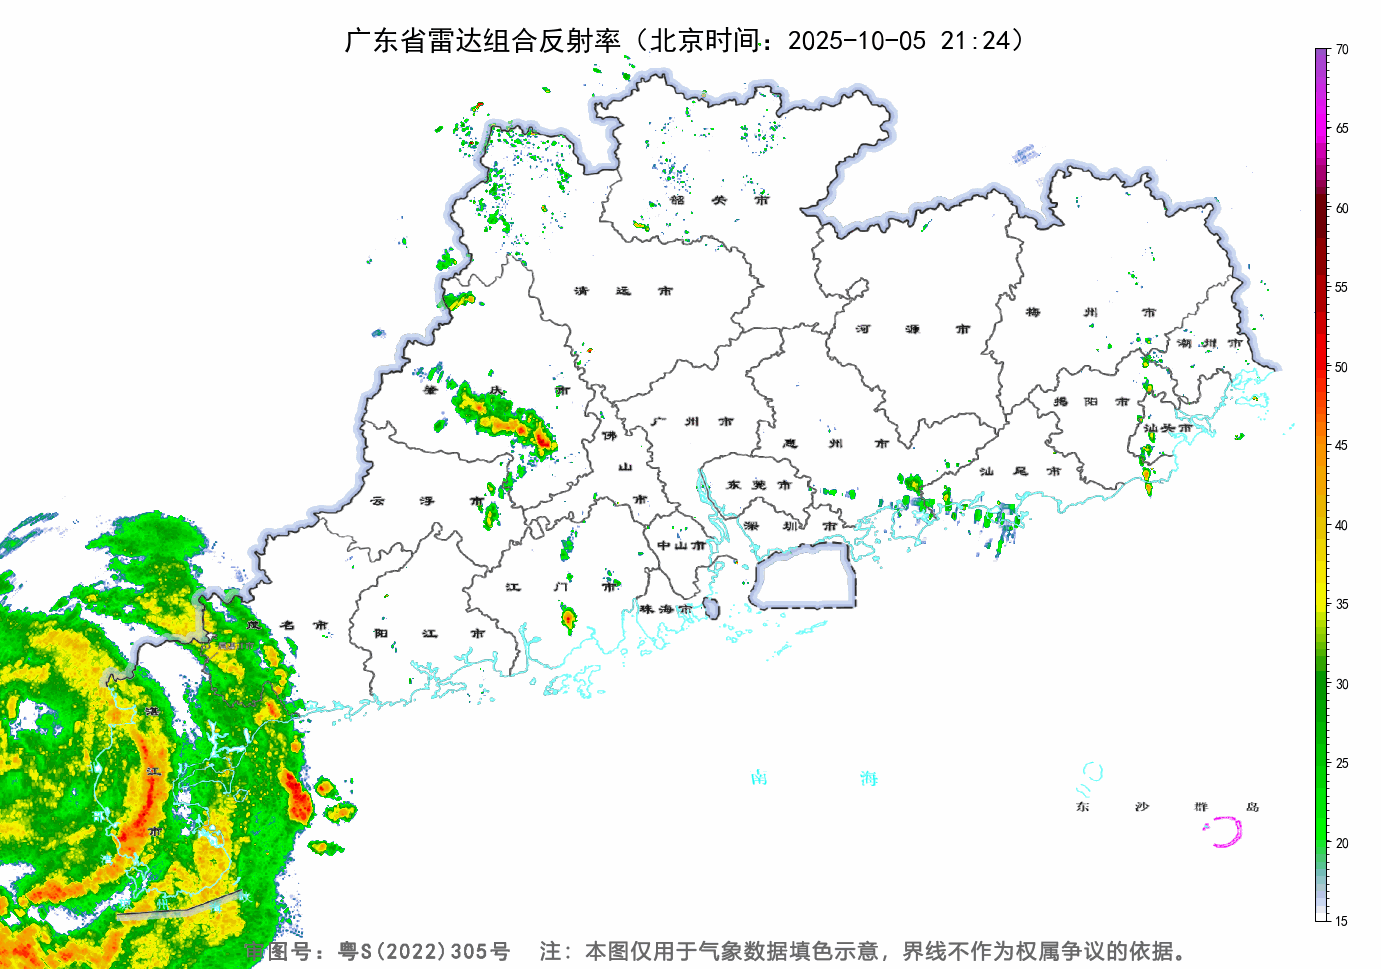 广东省雷达组合反射率（北京时间：2025-10-05 21:24）
70
65
60
55
50
45
40
35
30
25
20
15
韶关市
清远市
河源市
梅州市
潮州市
肇庆市
揭阳市
广州市
佛山市
惠州市
汕头市
汕尾市
东莞市
云浮市
深圳市
中山市
江门市
珠海市
茂名市
阳江市
湛江市
南海
东沙群岛
审图号：粤S(2022)305号 注：本图仅用于气象数据填色示意，界线不作为权属争议的依据。